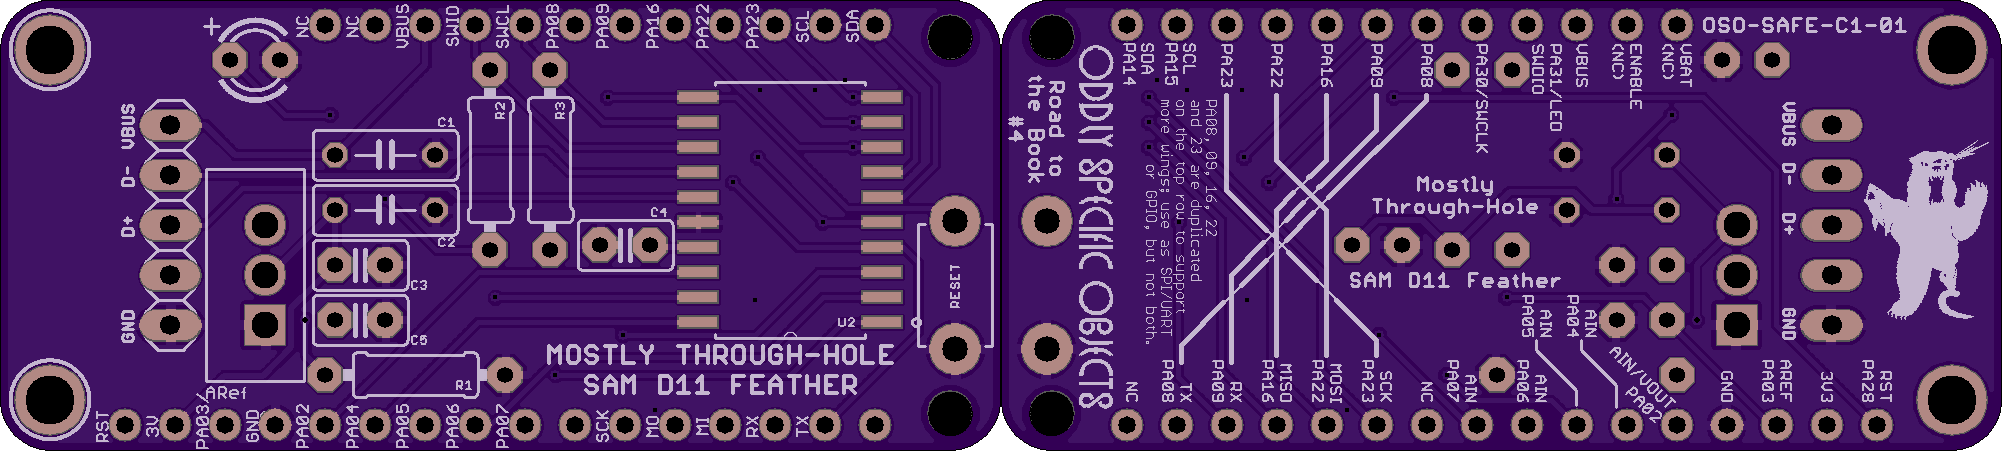 +
NC
NC
VBUS
SWIO
SWCL
PA08
PA09
PA16
PA22
PA23
SCL
SDA
VBUS
D-
D+
GND
C1
C2
C3
C5
R2
R3
C4
U2
RESET
R1
ARef
MOSTLY THROUGH-HOLE
SAM D11 FEATHER
RST
3V
PA03/
GND
PA02
PA04
PA05
PA06
PA07
SCK
MO
MI
RX
TX
Road to
the Book
#4
ODDLY SPECIFIC OBJECTS
SDA
PA14
SCL
PA15
PA23
PA22
PA16
PA09
PA08
PA30/SWCLK
SWDIO
PA31/LED
VBUS
ENABLE
(NC)
VBAT
(NC)
OSO-SAFE-C1-01
PA08, 09, 16, 22
and 23 are duplicated
on the top row to support
more wings; use as SPI/UART
or GPIO, but not both.
Mostly
Through-Hole
SAM D11 Feather
VBUS
D-
D+
GND
NC
TX
PA08
RX
PA09
MISO
PA16
MOSI
PA22
SCK
PA23
NC
AIN
PA07
AIN
PA06
AIN
PA05
AIN
PA04
AIN/VOUT
PA02
GND
AREF
PA03
3V3
RST
PA28